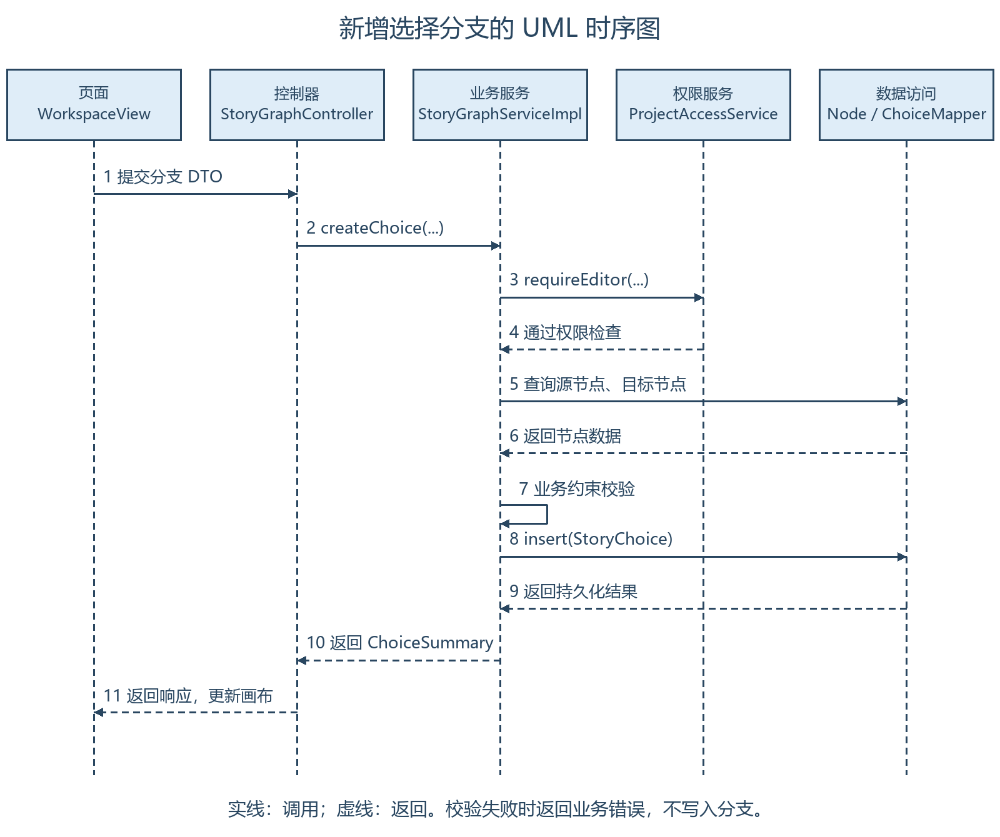 新增选择分支的 UML 时序图
页面
WorkspaceView
控制器
StoryGraphController
业务服务
StoryGraphServiceImpl
权限服务
ProjectAccessService
数据访问
Node / ChoiceMapper
1 提交分支 DTO
2 createChoice(...)
3 requireEditor(...)
4 通过权限检查
5 查询源节点、目标节点
6 返回节点数据
7 业务约束校验
8 insert(StoryChoice)
9 返回持久化结果
10 返回 ChoiceSummary
11 返回响应，更新画布
实线：调用；虚线：返回。校验失败时返回业务错误，不写入分支。